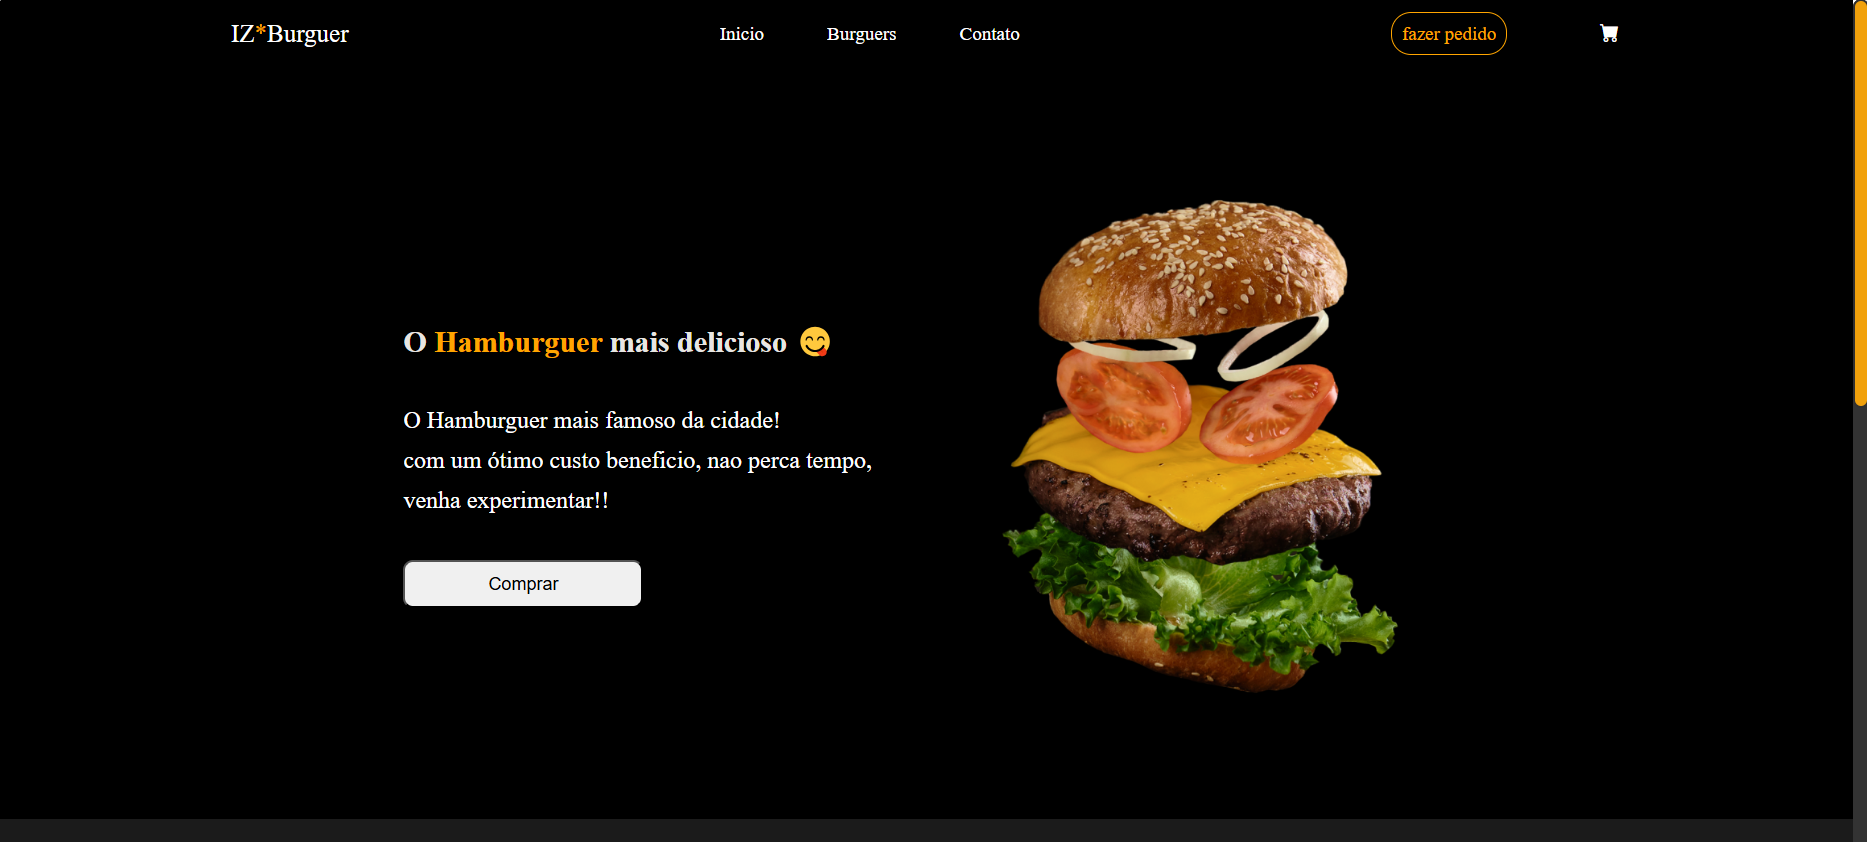 IZ*Burguer
Inicio
Burguers
Contato
fazer pedido
O Hamburguer mais delicioso 😋
O Hamburguer mais famoso da cidade!
com um ótimo custo beneficio, nao perca tempo,
venha experimentar!!
Comprar